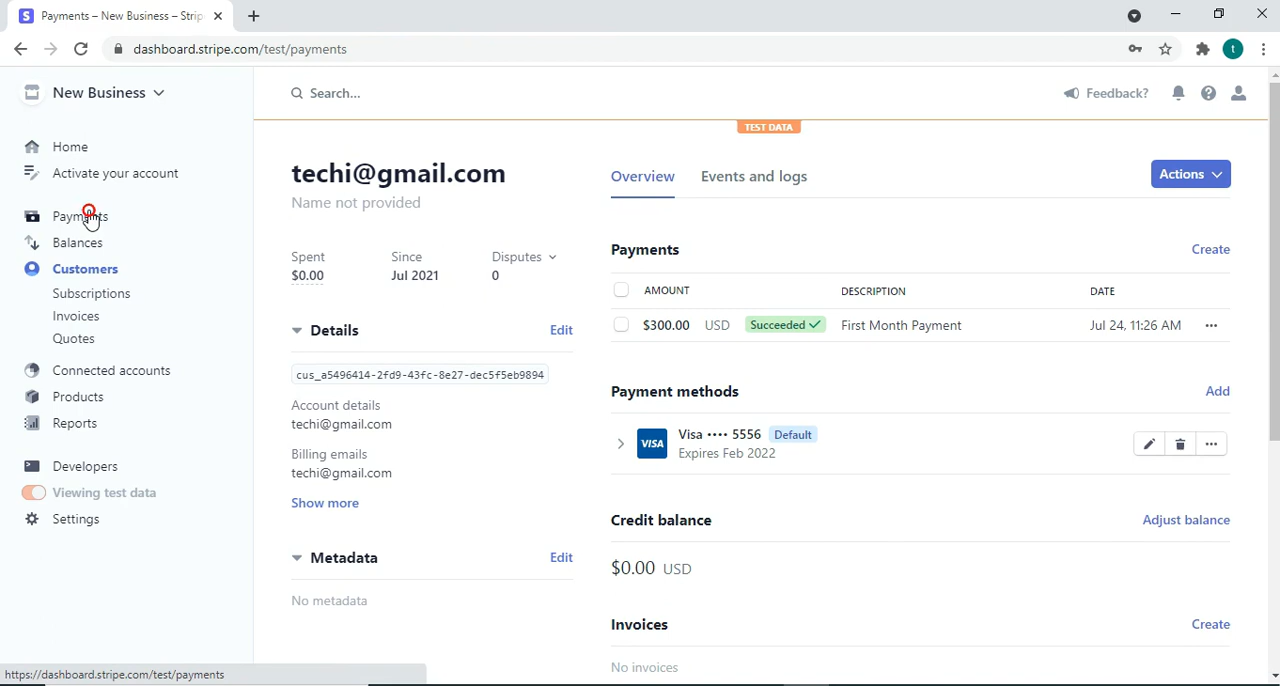 Payments – New Business – Strip
dashboard.stripe.com/test/payments
t
New Business
Search...
Feedback?
TEST DATA
Home
Activate your account
Payments
Balances
Customers
Subscriptions
Invoices
Quotes
Connected accounts
Products
Reports
Developers
Viewing test data
Settings
techi@gmail.com
Name not provided
Spent Since Disputes
$0.00 Jul 2021 0
Details Edit
cus_a5496414-2fd9-43fc-8e27-dec5f5eb9894
Account details
techi@gmail.com
Billing emails
techi@gmail.com
Show more
Metadata Edit
No metadata
Overview Events and logs Actions
Payments Create
AMOUNT DESCRIPTION DATE
$300.00 USD Succeeded First Month Payment Jul 24, 11:26 AM
Payment methods Add
VISA Visa •••• 5556 Default
Expires Feb 2022
Credit balance Adjust balance
$0.00 USD
Invoices Create
No invoices
https://dashboard.stripe.com/test/payments